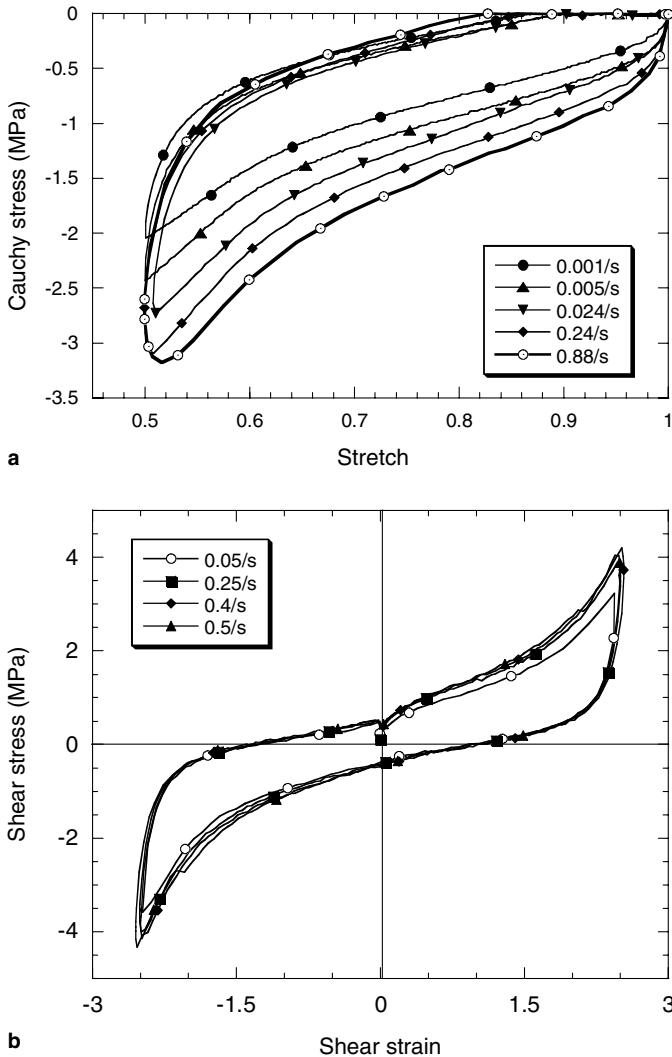 0
-0.5
-1
-1.5
-2
-2.5
-3
-3.5
Cauchy stress (MPa)
0.001/s
0.005/s
0.024/s
0.24/s
0.88/s
0.5
0.6
0.7
0.8
0.9
1
Stretch
a
4
2
0
-2
-4
Shear stress (MPa)
0.05/s
0.25/s
0.4/s
0.5/s
-3
-1.5
0
1.5
3
Shear strain
b